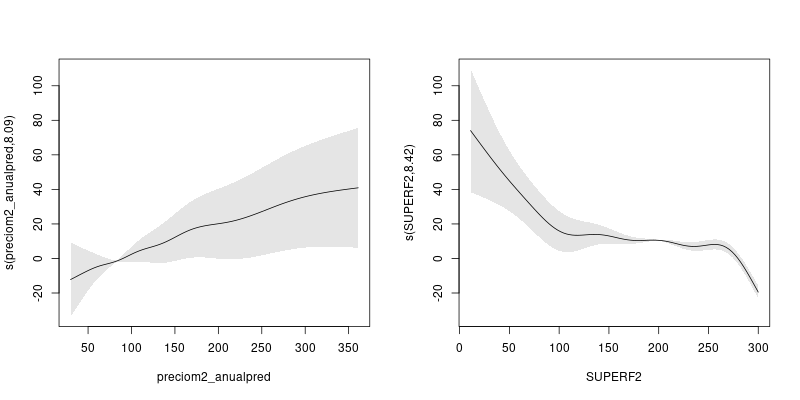 s(preciom2_anualpred,8.09)
100
80
60
40
20
0
-20
50 100 150 200 250 300 350
preciom2_anualpred
s(SUPERF2,8.42)
100
80
60
40
20
0
-20
0 50 100 150 200 250 300
SUPERF2